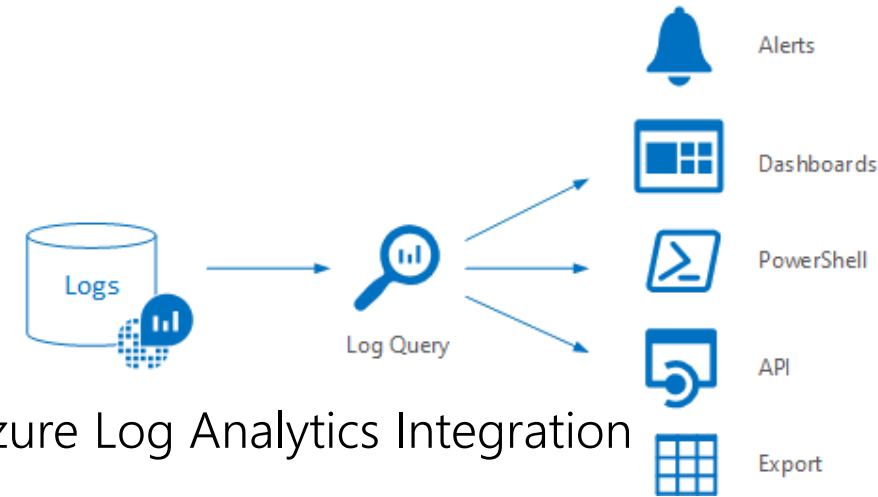 Alerts
Dashboards
PowerShell
API
Export
Logs
Log Query
zure Log Analytics Integration